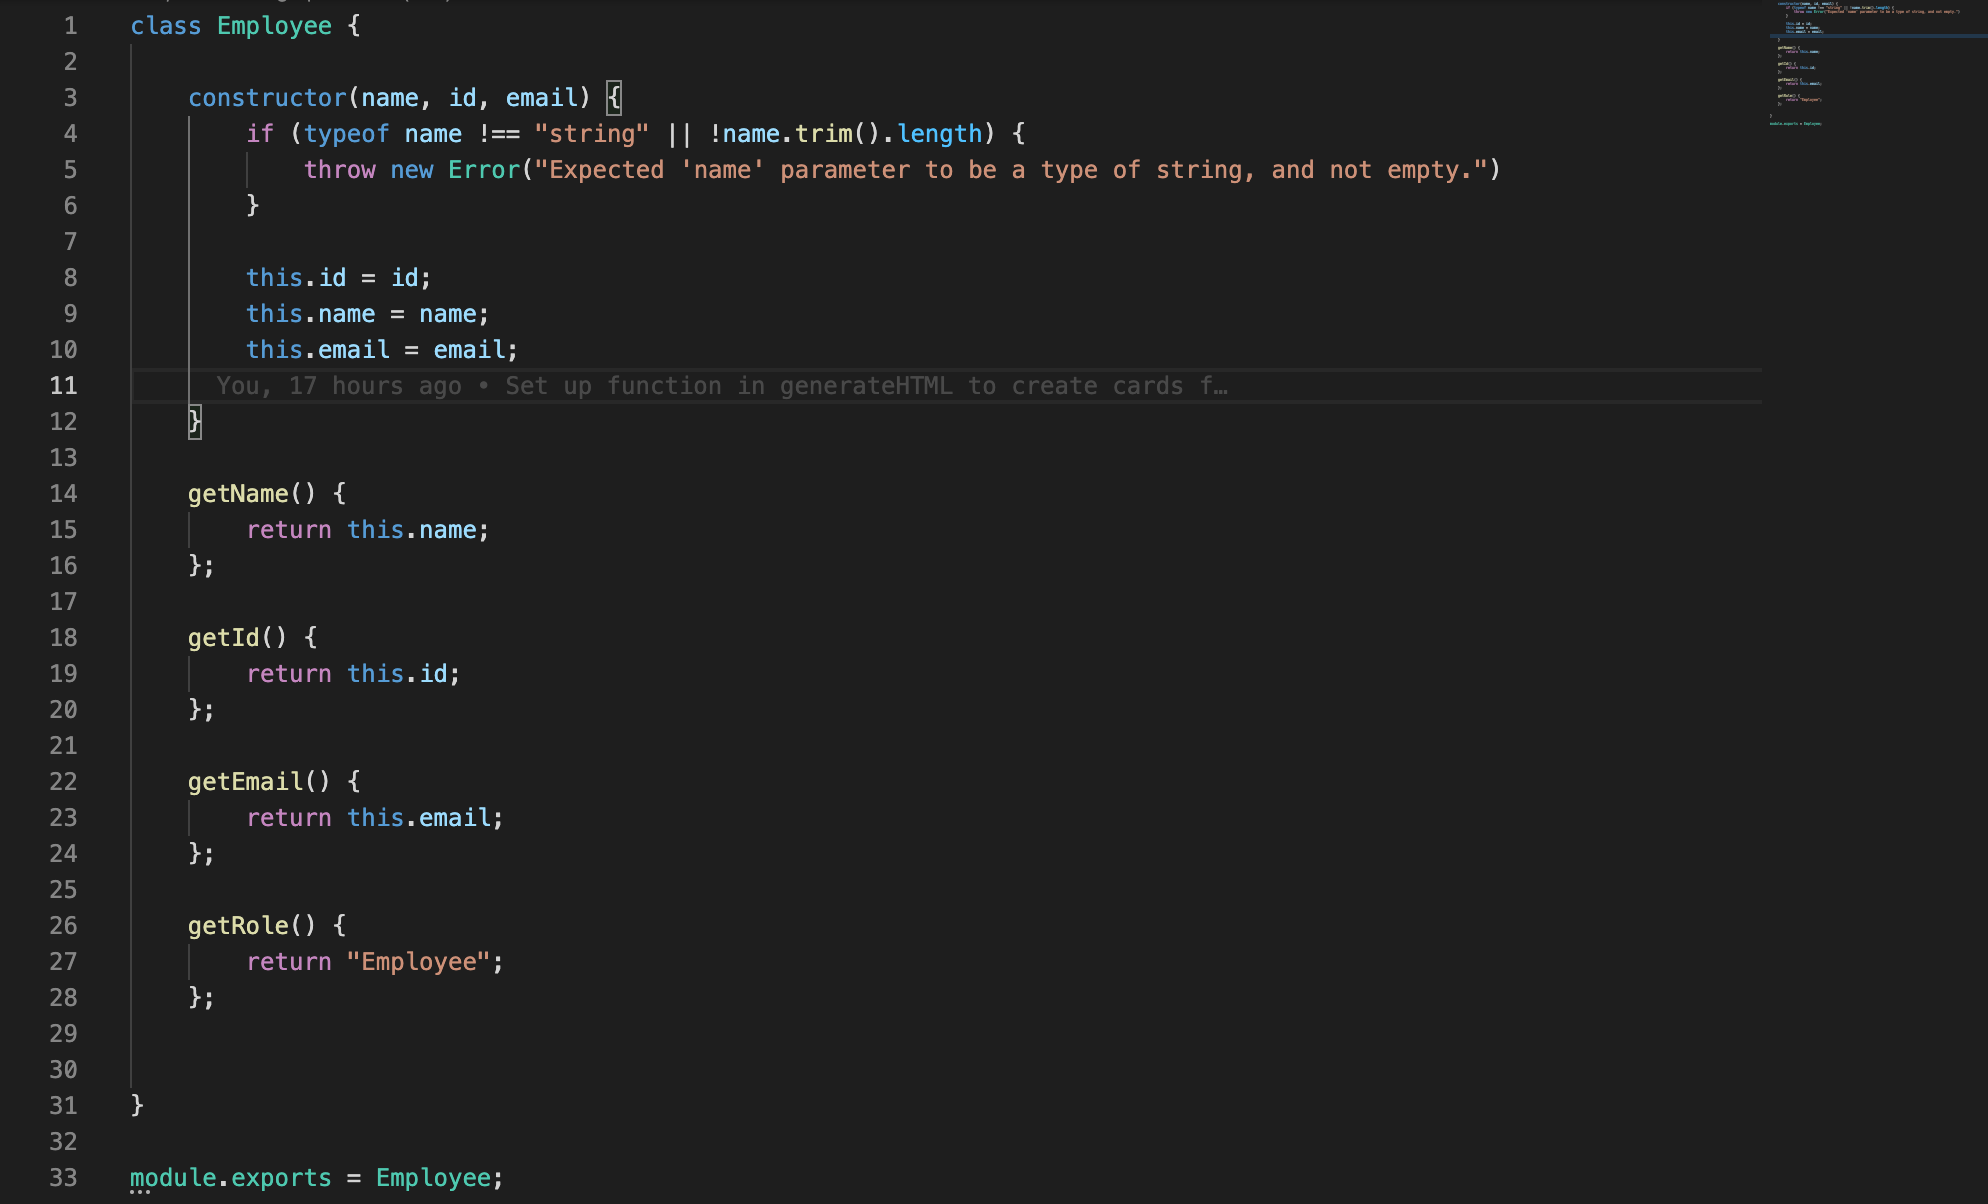 1 class Employee {
2
3 constructor(name, id, email) {
4 if (typeof name !== "string" || !name.trim().length) {
5 throw new Error("Expected 'name' parameter to be a type of string, and not empty.")
6 }
7
8 this.id = id;
9 this.name = name;
10 this.email = email;
11 You, 17 hours ago • Set up function in generateHTML to create cards f…
12 }
13
14 getName() {
15 return this.name;
16 };
17
18 getId() {
19 return this.id;
20 };
21
22 getEmail() {
23 return this.email;
24 };
25
26 getRole() {
27 return "Employee";
28 };
29
30
31 }
32
33 module.exports = Employee;